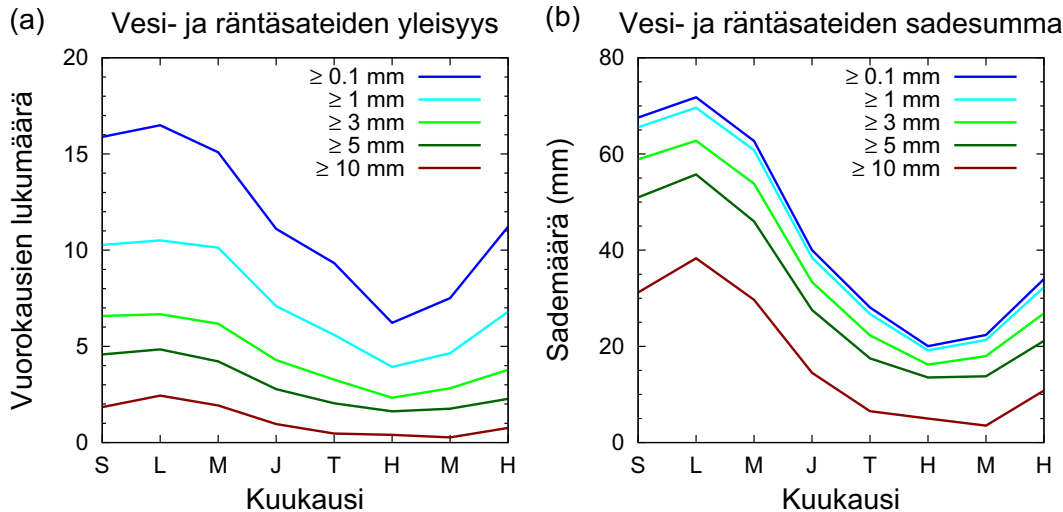 (a) Vesi- ja räntäsateiden yleisyys
Vuorokausien lukumäärä
20
15
10
5
0
≥ 0.1 mm
≥ 1 mm
≥ 3 mm
≥ 5 mm
≥ 10 mm
S L M J T H M H
Kuukausi
(b) Vesi- ja räntäsateiden sadesumma
Sademäärä (mm)
80
60
40
20
0
≥ 0.1 mm
≥ 1 mm
≥ 3 mm
≥ 5 mm
≥ 10 mm
S L M J T H M H
Kuukausi